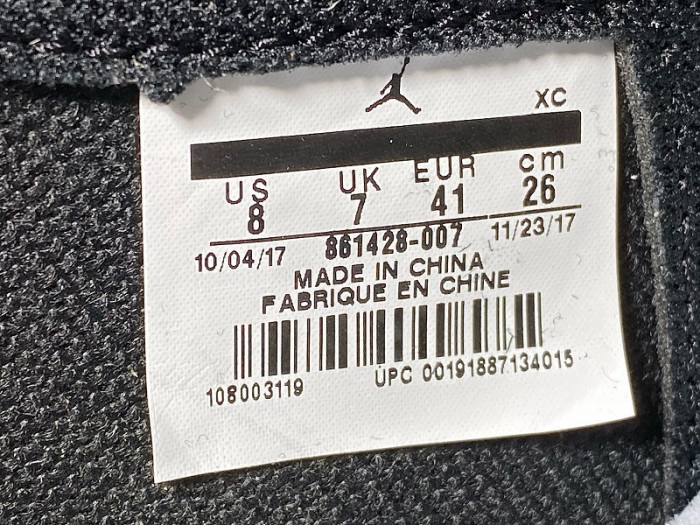 XC
US UK EUR cm
8 7 41 26
10/04/17 861428-007 11/23/17
MADE IN CHINA
FABRIQUE EN CHINE
108003119 UPC 00191887134015